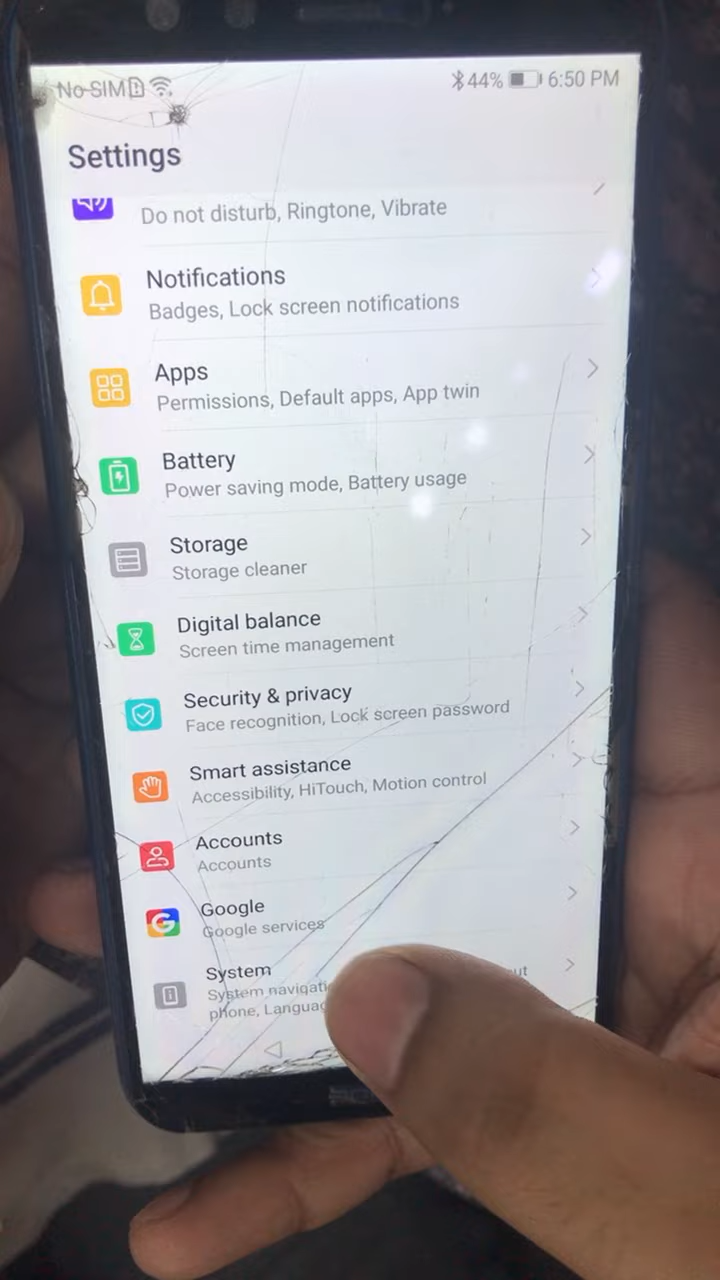 No SIM 44% 6:50 PM
Settings
Do not disturb, Ringtone, Vibrate
Notifications
Badges, Lock screen notifications
Apps
Permissions, Default apps, App twin
Battery
Power saving mode, Battery usage
Storage
Storage cleaner
Digital balance
Screen time management
Security & privacy
Face recognition, Lock screen password
Smart assistance
Accessibility, HiTouch, Motion control
Accounts
Accounts
Google
Google services
System
System
phone,